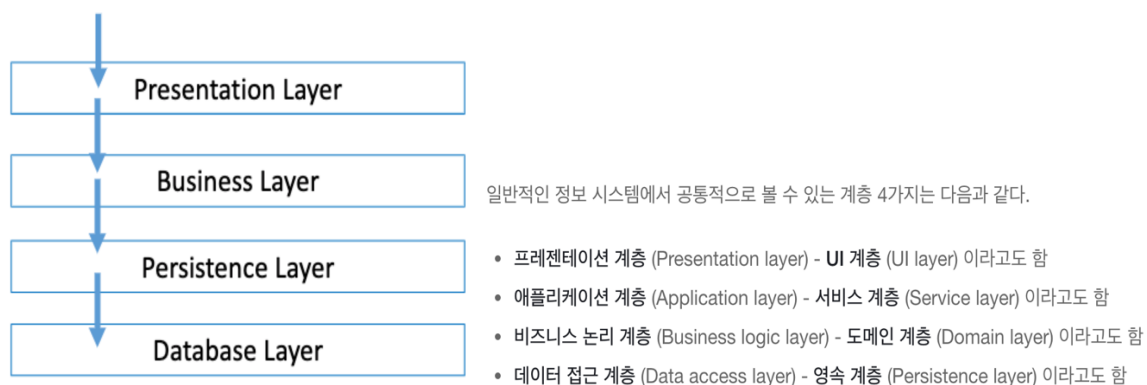 Presentation Layer
Business Layer
Persistence Layer
Database Layer
일반적인 정보 시스템에서 공통적으로 볼 수 있는 계층 4가지는 다음과 같다.
• 프레젠테이션 계층 (Presentation layer) - UI 계층 (UI layer) 이라고도 함
• 애플리케이션 계층 (Application layer) - 서비스 계층 (Service layer) 이라고도 함
• 비즈니스 논리 계층 (Business logic layer) - 도메인 계층 (Domain layer) 이라고도 함
• 데이터 접근 계층 (Data access layer) - 영속 계층 (Persistence layer) 이라고도 함